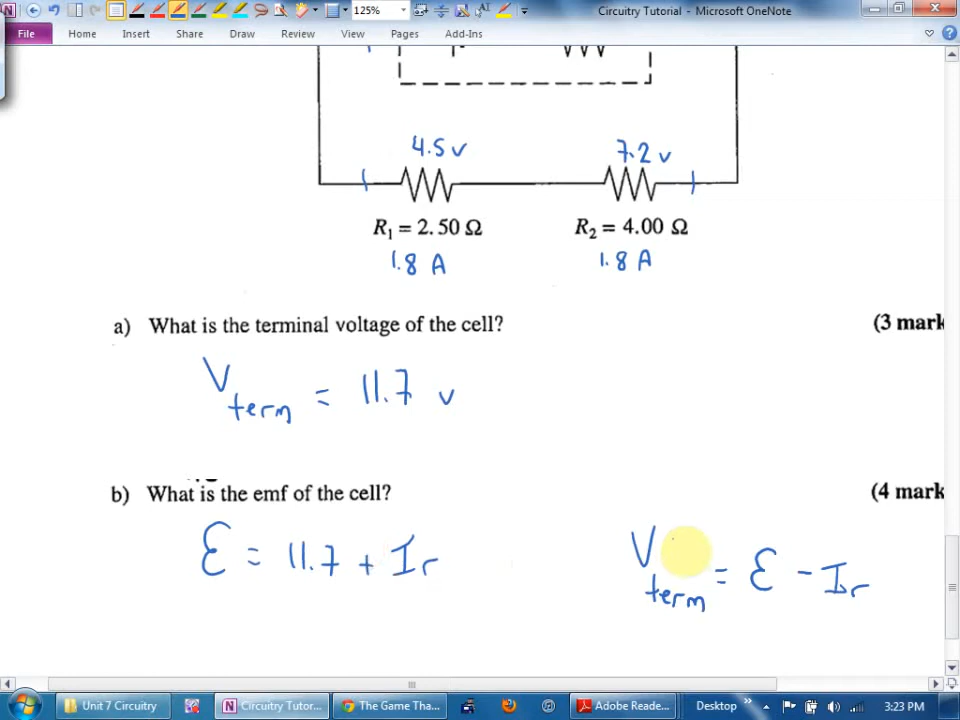 125%
Circuitry Tutorial - Microsoft OneNote
File Home Insert Share Draw Review View Pages Add-Ins
4.5 v 7.2 v
R₁ = 2.50 Ω R₂ = 4.00 Ω
1.8 A 1.8 A
a) What is the terminal voltage of the cell? (3 mark
V term = 11.7 v
b) What is the emf of the cell? (4 mark
Ɛ = 11.7 + Ir
V term = Ɛ - Ir
Unit 7 Circuitry Circuitry Tutor... The Game Tha... Adobe Reade... Desktop » 3:23 PM